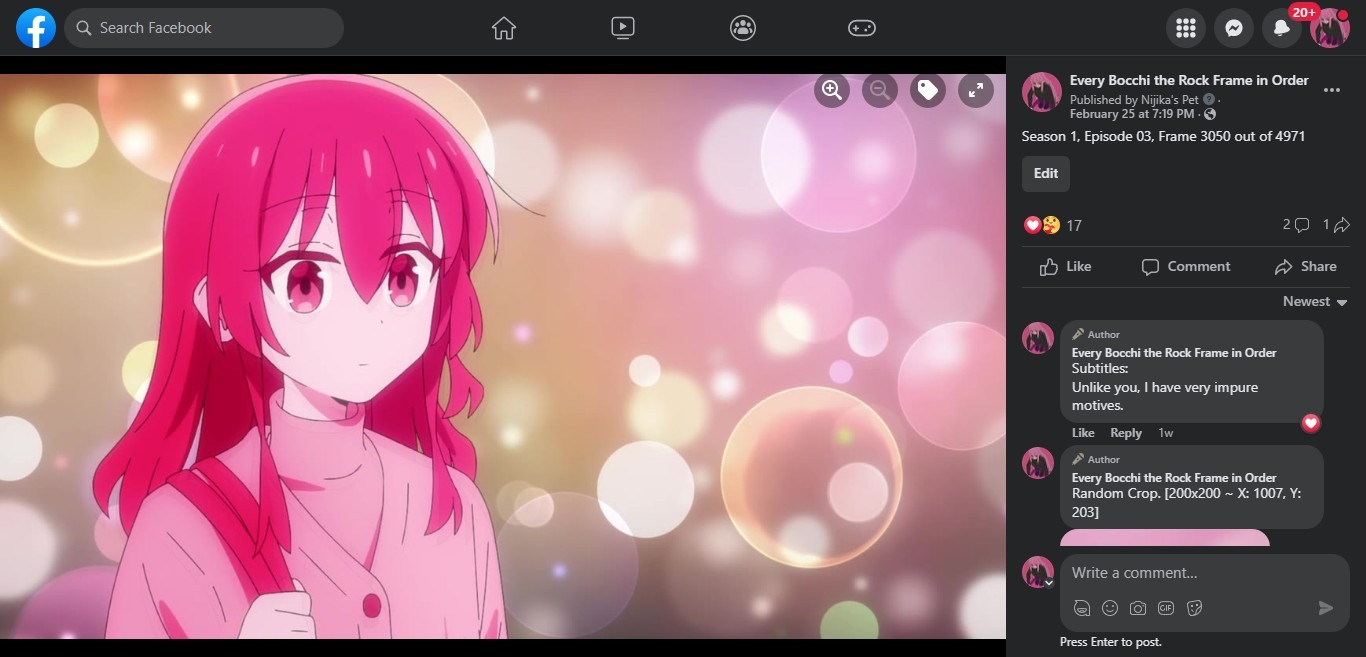 Search Facebook
20+
Every Bocchi the Rock Frame in Order
Published by Nijika's Pet ·
February 25 at 7:19 PM ·
Season 1, Episode 03, Frame 3050 out of 4971
Edit
17
2
1
Like
Comment
Share
Newest
Author
Every Bocchi the Rock Frame in Order
Subtitles:
Unlike you, I have very impure
motives.
Like Reply 1w
Author
Every Bocchi the Rock Frame in Order
Random Crop. [200x200 ~ X: 1007, Y:
203]
Write a comment...
GIF
Press Enter to post.